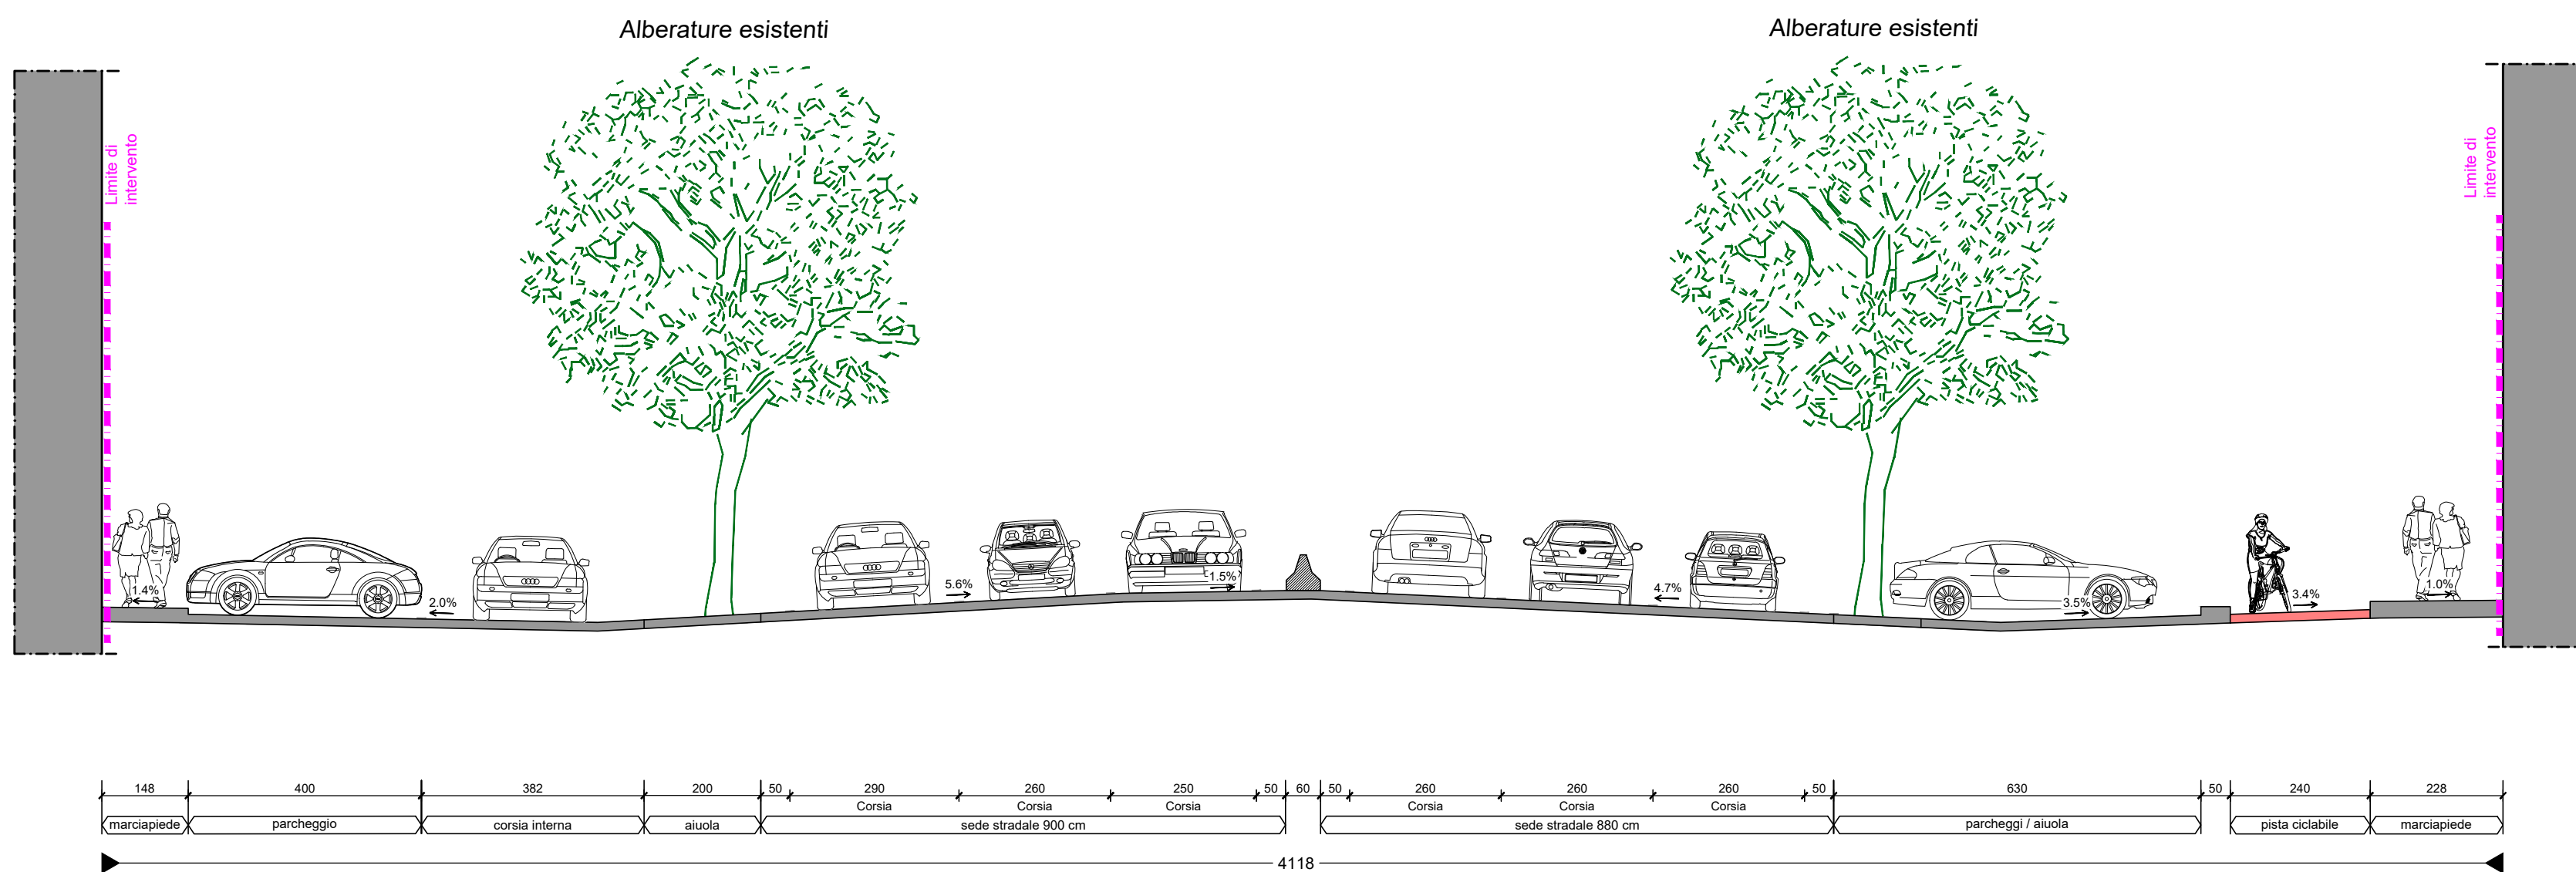 Alberature esistenti
Alberature esistenti
Limite di
intervento
Limite di
intervento
1.4%
2.0%
5.6%
1.5%
4.7%
3.5%
3.4%
1.0%
148
400
382
200
50
290
260
250
50
60
50
260
260
260
50
630
50
240
228
Corsia
Corsia
Corsia
Corsia
Corsia
Corsia
marciapiede
parcheggio
corsia interna
aiuola
sede stradale 900 cm
sede stradale 880 cm
parcheggi / aiuola
pista ciclabile
marciapiede
4118